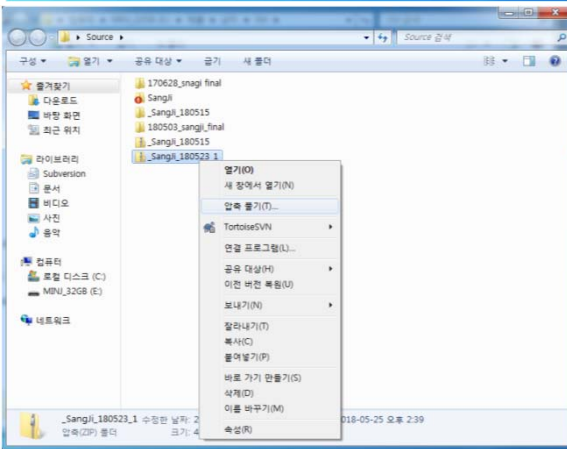 Source
Source 검색
구성 열기 공유 대상 굽기 새 폴더
즐겨찾기
다운로드
바탕 화면
최근 위치
라이브러리
Subversion
문서
비디오
사진
음악
컴퓨터
로컬 디스크 (C:)
MINJ_32GB (E:)
네트워크
170628_snagi final
SangJi
_SangJi_180515
180503_sangji_final
_SangJi_180515
_SangJi_180523_1
열기(O)
새 창에서 열기(N)
압축 풀기(T)...
TortoiseSVN
연결 프로그램(L)...
공유 대상(H)
이전 버전 복원(U)
보내기(N)
잘라내기(T)
복사(C)
붙여넣기(P)
바로 가기 만들기(S)
삭제(D)
이름 바꾸기(M)
속성(R)
_SangJi_180523_1 수정한 날짜: 2 018-05-25 오후 2:39
압축(ZIP) 폴더 크기: 4